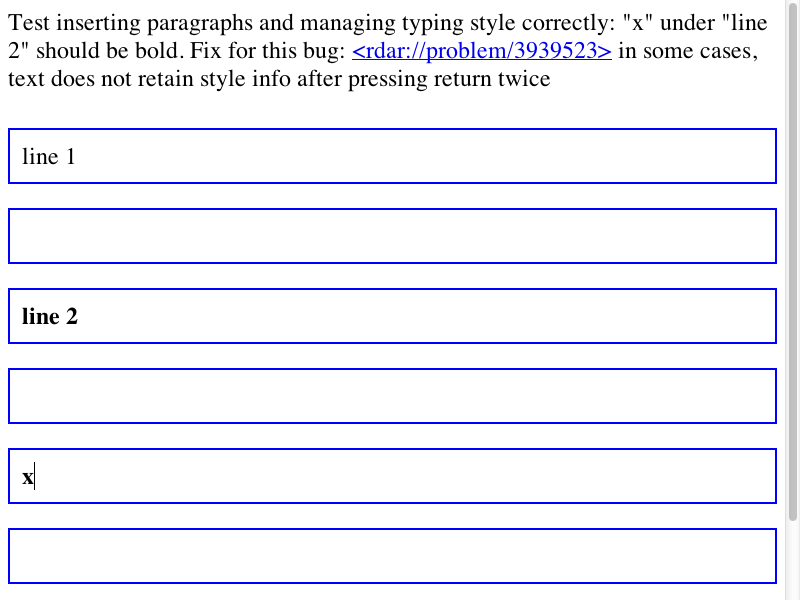 Test inserting paragraphs and managing typing style correctly: "x" under "line
2" should be bold. Fix for this bug: <rdar://problem/3939523> in some cases,
text does not retain style info after pressing return twice
line 1
line 2
x